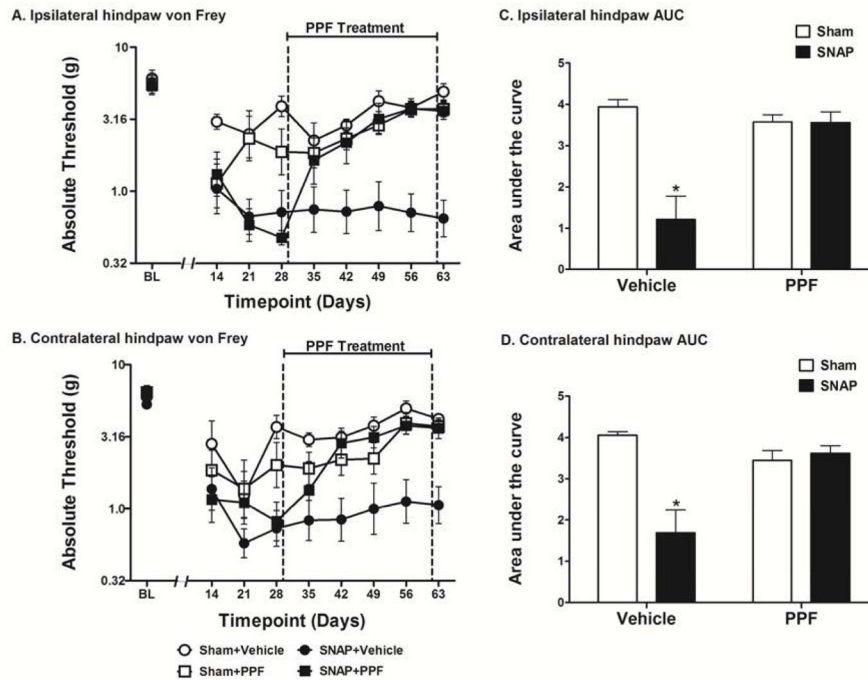 A. Ipsilateral hindpaw von Frey
PPF Treatment
10
3.16
1.0
0.32
Absolute Threshold (g)
BL
14
21
28
35
42
49
56
63
Timepoint (Days)
B. Contralateral hindpaw von Frey
PPF Treatment
10
3.16
1.0
0.32
Absolute Threshold (g)
BL
14
21
28
35
42
49
56
63
Timepoint (Days)
Sham+Vehicle
SNAP+Vehicle
Sham+PPF
SNAP+PPF
C. Ipsilateral hindpaw AUC
Sham
SNAP
5
4
3
2
1
0
Area under the curve
*
Vehicle
PPF
D. Contralateral hindpaw AUC
Sham
SNAP
5
4
3
2
1
0
Area under the curve
*
Vehicle
PPF